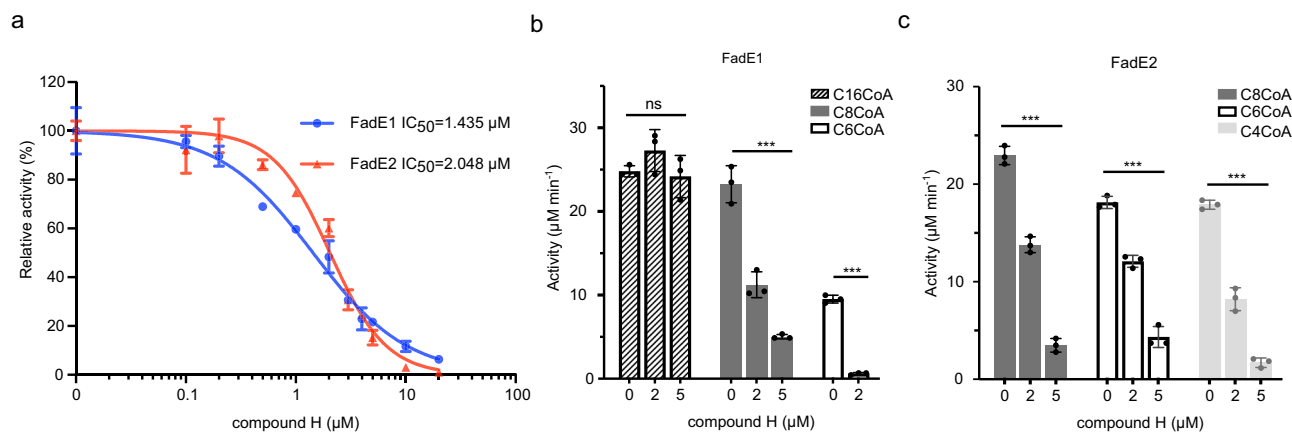 a
Relative activity (%)
120
100
80
60
40
20
0
0
0.1
1
10
100
compound H (μM)
FadE1 IC50=1.435 μM
FadE2 IC50=2.048 μM
b
FadE1
Activity (μM min-1)
30
20
10
0
C16CoA
C8CoA
C6CoA
ns
***
***
0 2 5 0 2 5 0 2
compound H (μM)
c
FadE2
Activity (μM min-1)
30
20
10
0
C8CoA
C6CoA
C4CoA
***
***
***
0 2 5 0 2 5 0 2 5
compound H (μM)